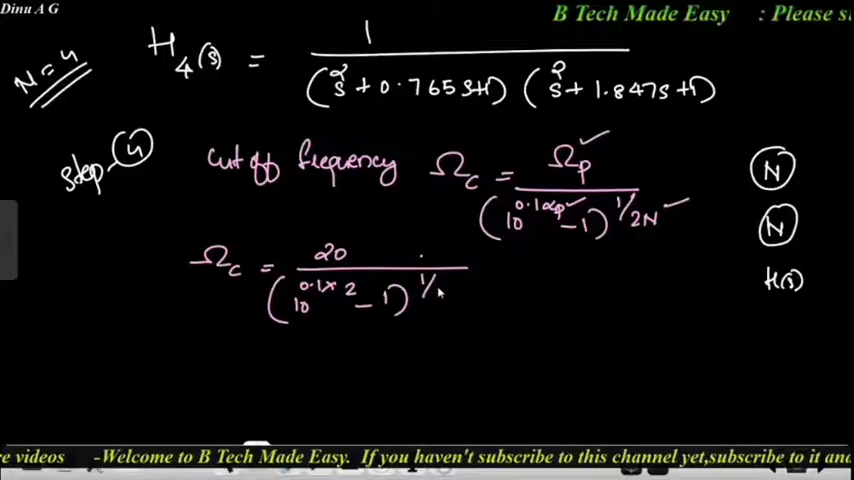 Dinu A G
B Tech Made Easy : Please s
N=4
H4(s) = 1 / (s²+0.765s+1) (s²+1.847s+1)
step 4 cut off frequency Ωc = Ωp / (10^0.1αp -1)^1/2N
N
N
H(s)
Ωc = 20 / (10^0.1×2 -1)^1/
re videos -Welcome to B Tech Made Easy. If you haven't subscribe to this channel yet,subscribe to it and